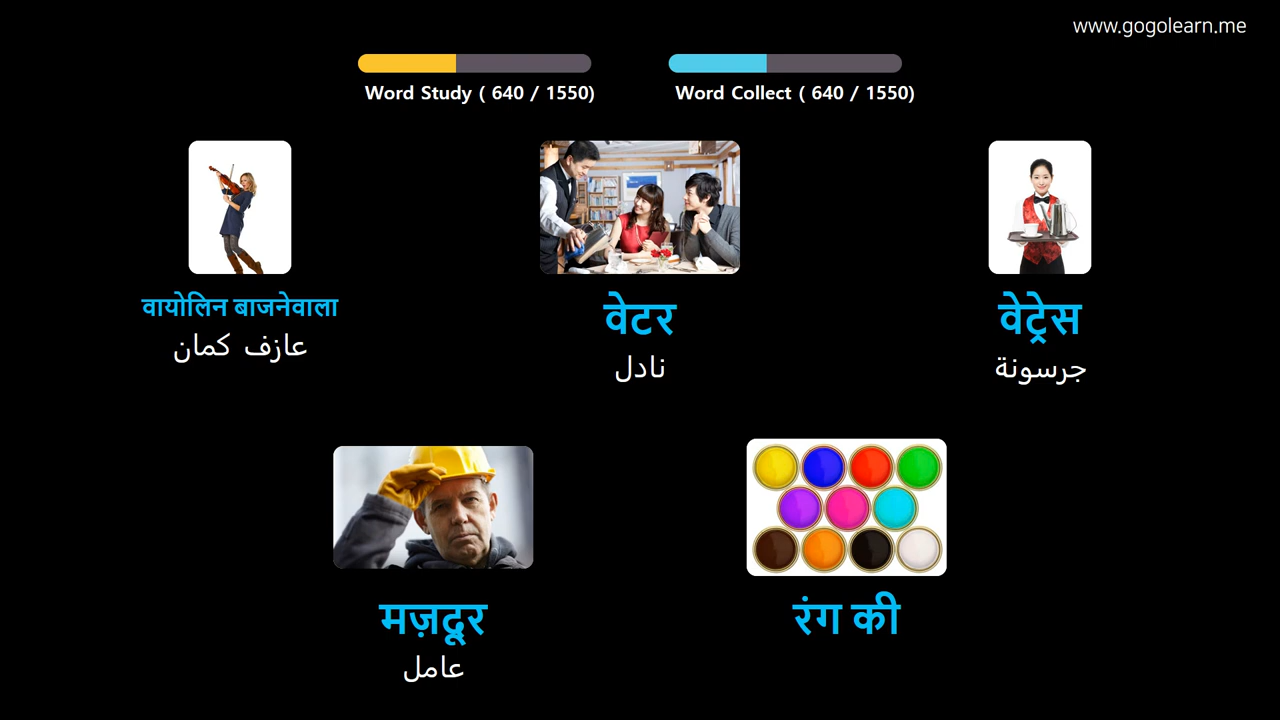 www.gogolearn.me
Word Study ( 640 / 1550)
Word Collect ( 640 / 1550)
वायोलिन बाजनेवाला
عازف كمان
वेटर
نادل
वेट्रेस
جرسونة
मज़दूर
عامل
रंग की